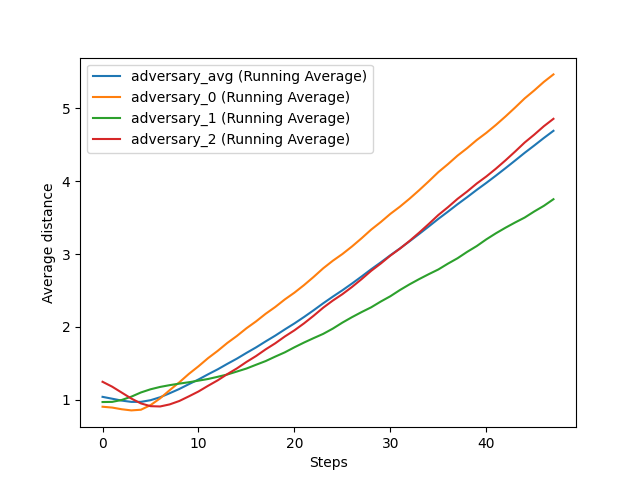 adversary_avg (Running Average)
adversary_0 (Running Average)
adversary_1 (Running Average)
adversary_2 (Running Average)
Average distance
5
4
3
2
1
0
10
20
30
40
Steps